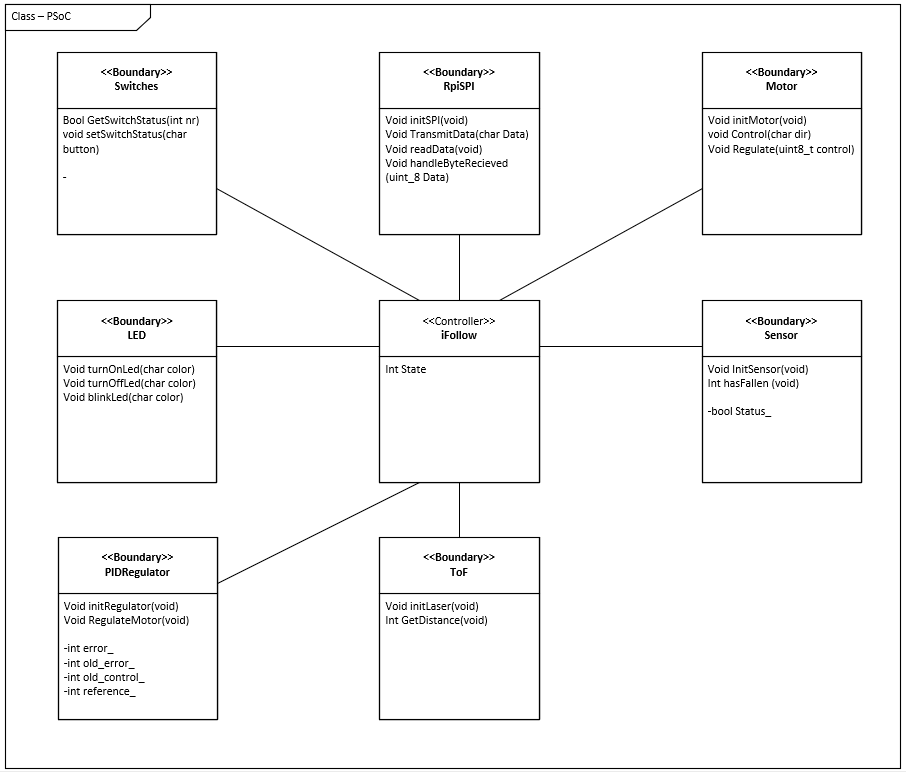 Class – PSoC
<<Boundary>>
Switches
Bool GetSwitchStatus(int nr)
void setSwitchStatus(char
button)
-
<<Boundary>>
RpiSPI
Void initSPI(void)
Void TransmitData(char Data)
Void readData(void)
Void handleByteRecieved
(uint_8 Data)
<<Boundary>>
Motor
Void initMotor(void)
void Control(char dir)
Void Regulate(uint8_t control)
<<Boundary>>
LED
Void turnOnLed(char color)
Void turnOffLed(char color)
Void blinkLed(char color)
<<Controller>>
iFollow
Int State
<<Boundary>>
Sensor
Void InitSensor(void)
Int hasFallen (void)
-bool Status_
<<Boundary>>
PIDRegulator
Void initRegulator(void)
Void RegulateMotor(void)
-int error_
-int old_error_
-int old_control_
-int reference_
<<Boundary>>
ToF
Void initLaser(void)
Int GetDistance(void)